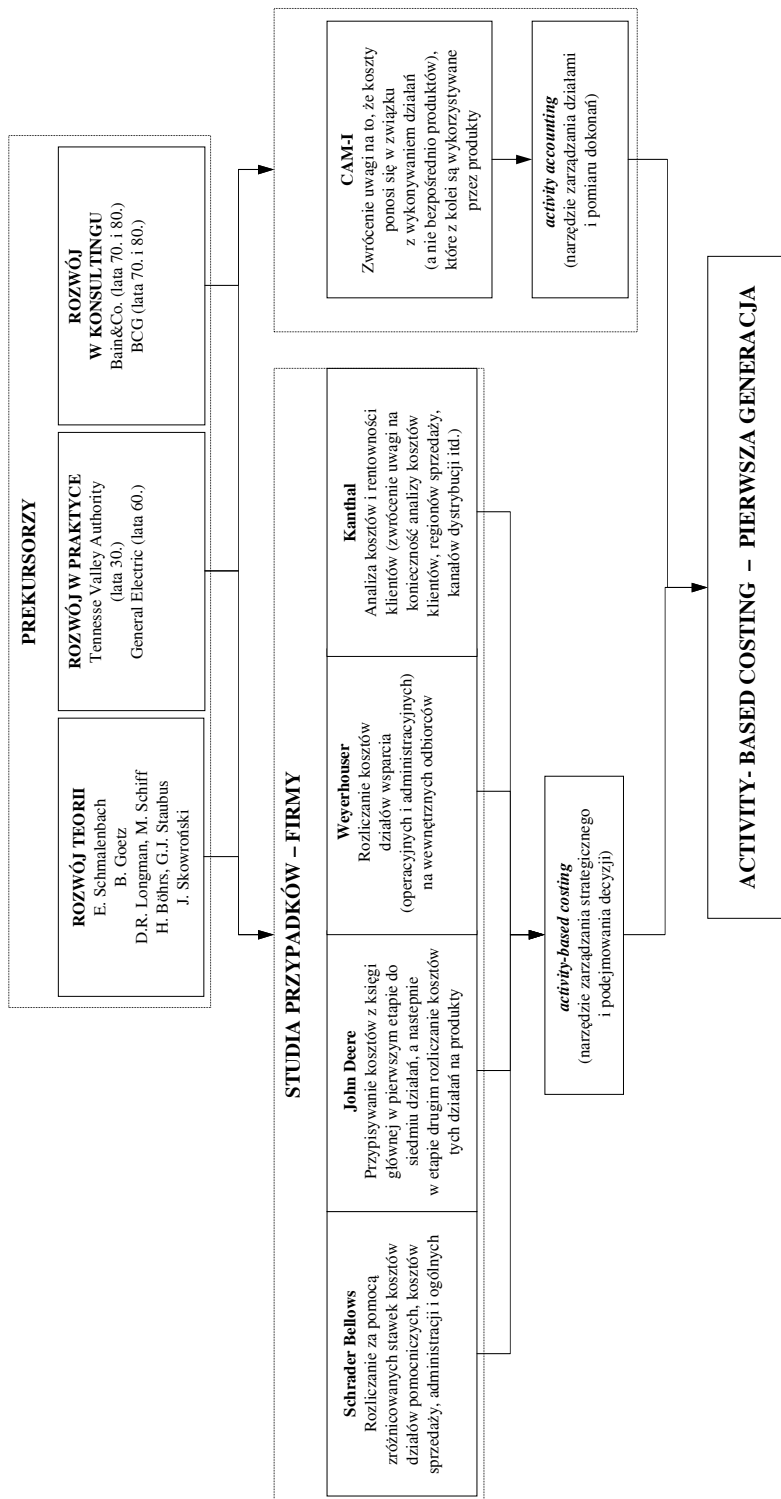 PREKURSORZY
ROZWÓJ TEORII
E. Schmalenbach
B. Goetz
D.R. Longman, M. Schiff
H. Böhrs, G.J. Staubus
J. Skowroński
ROZWÓJ W PRAKTYCE
Tennesse Valley Authority
(lata 30.)
General Electric (lata 60.)
ROZWÓJ
W KONSULTINGU
Bain&Co. (lata 70. i 80.)
BCG (lata 70. i 80.)
STUDIA PRZYPADKÓW – FIRMY
Schrader Bellows
Rozliczanie za pomocą
zróżnicowanych stawek kosztów
działów pomocniczych, kosztów
sprzedaży, administracji i ogólnych
John Deere
Przypisywanie kosztów z księgi
głównej w pierwszym etapie do
siedmiu działań, a nastepnie
w etapie drugim rozliczanie kosztów
tych działań na produkty
Weyerhouser
Rozliczanie kosztów
działów wsparcia
(operacyjnych i administracyjnych)
na wewnętrznych odbiorców
Kanthal
Analiza kosztów i rentowności
klientów (zwrócenie uwagi na
konieczność analizy kosztów
klientów, regionów sprzedaży,
kanałów dystrybucji itd.)
CAM-I
Zwrócenie uwagi na to, że koszty
ponosi się w związku
z wykonywaniem działań
(a nie bezpośrednio produktów),
które z kolei są wykorzystywane
przez produkty
activity-based costing
(narzędzie zarządzania strategicznego
i podejmowania decyzji)
activity accounting
(narzędzie zarządzania działami
i pomiaru dokonań)
ACTIVITY- BASED COSTING – PIERWSZA GENERACJA